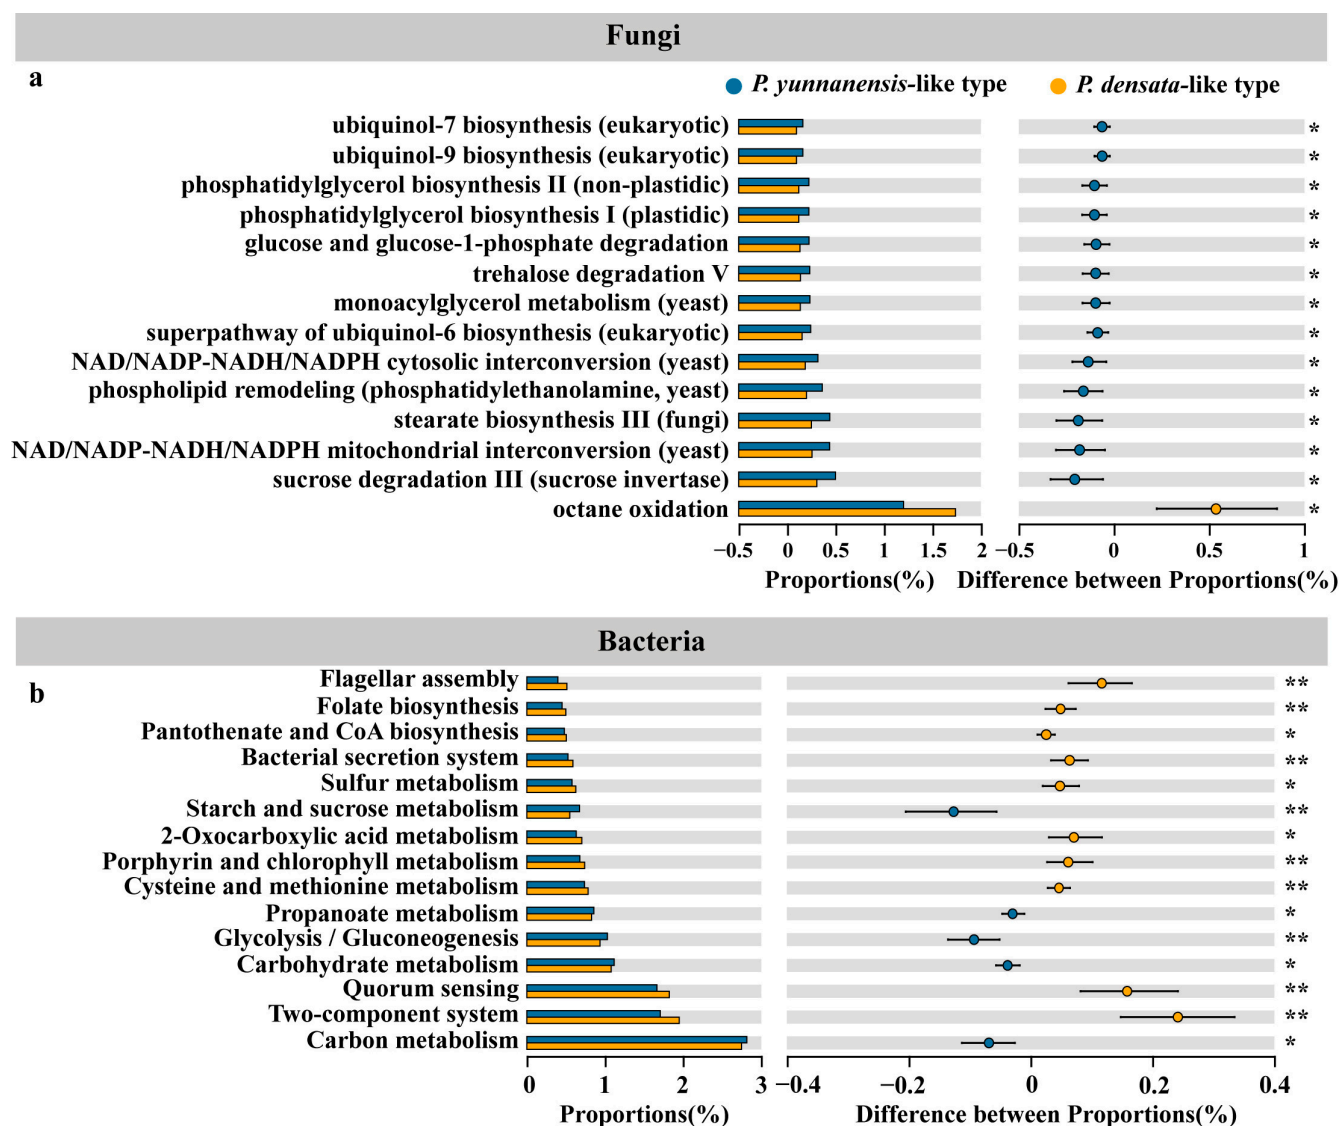 Fungi
a
P. yunnanensis-like type
P. densata-like type
ubiquinol-7 biosynthesis (eukaryotic)
*
ubiquinol-9 biosynthesis (eukaryotic)
*
phosphatidylglycerol biosynthesis II (non-plastidic)
*
phosphatidylglycerol biosynthesis I (plastidic)
*
glucose and glucose-1-phosphate degradation
*
trehalose degradation V
*
monoacylglycerol metabolism (yeast)
*
superpathway of ubiquinol-6 biosynthesis (eukaryotic)
*
NAD/NADP-NADH/NADPH cytosolic interconversion (yeast)
*
phospholipid remodeling (phosphatidylethanolamine, yeast)
*
stearate biosynthesis III (fungi)
*
NAD/NADP-NADH/NADPH mitochondrial interconversion (yeast)
*
sucrose degradation III (sucrose invertase)
*
octane oxidation
*
−0.5 0 0.5 1 1.5 2
−0.5 0 0.5 1
Proportions(%)
Difference between Proportions(%)
Bacteria
b
Flagellar assembly
**
Folate biosynthesis
**
Pantothenate and CoA biosynthesis
*
Bacterial secretion system
**
Sulfur metabolism
*
Starch and sucrose metabolism
**
2-Oxocarboxylic acid metabolism
*
Porphyrin and chlorophyll metabolism
**
Cysteine and methionine metabolism
**
Propanoate metabolism
*
Glycolysis / Gluconeogenesis
**
Carbohydrate metabolism
*
Quorum sensing
**
Two-component system
**
Carbon metabolism
*
0 1 2 3
−0.4 −0.2 0 0.2 0.4
Proportions(%)
Difference between Proportions(%)